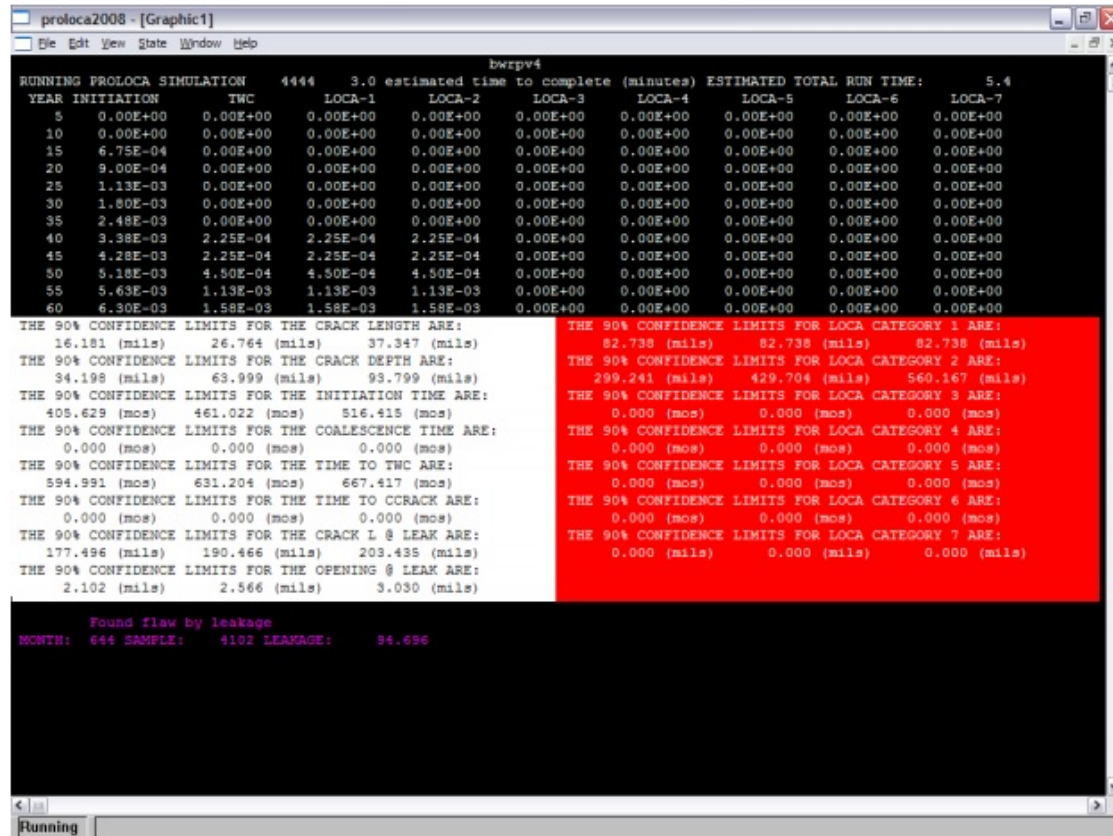 proloca2008 - [Graphic1]
File Edit View State Window Help
bwrpv4
RUNNING PROLOCA SIMULATION 4444 3.0 estimated time to complete (minutes) ESTIMATED TOTAL RUN TIME: 5.4
YEAR INITIATION TWC LOCA-1 LOCA-2 LOCA-3 LOCA-4 LOCA-5 LOCA-6 LOCA-7
5 0.00E+00 0.00E+00 0.00E+00 0.00E+00 0.00E+00 0.00E+00 0.00E+00 0.00E+00 0.00E+00
10 0.00E+00 0.00E+00 0.00E+00 0.00E+00 0.00E+00 0.00E+00 0.00E+00 0.00E+00 0.00E+00
15 6.75E-04 0.00E+00 0.00E+00 0.00E+00 0.00E+00 0.00E+00 0.00E+00 0.00E+00 0.00E+00
20 9.00E-04 0.00E+00 0.00E+00 0.00E+00 0.00E+00 0.00E+00 0.00E+00 0.00E+00 0.00E+00
25 1.13E-03 0.00E+00 0.00E+00 0.00E+00 0.00E+00 0.00E+00 0.00E+00 0.00E+00 0.00E+00
30 1.80E-03 0.00E+00 0.00E+00 0.00E+00 0.00E+00 0.00E+00 0.00E+00 0.00E+00 0.00E+00
35 2.48E-03 0.00E+00 0.00E+00 0.00E+00 0.00E+00 0.00E+00 0.00E+00 0.00E+00 0.00E+00
40 3.38E-03 2.25E-04 2.25E-04 2.25E-04 0.00E+00 0.00E+00 0.00E+00 0.00E+00 0.00E+00
45 4.28E-03 2.25E-04 2.25E-04 2.25E-04 0.00E+00 0.00E+00 0.00E+00 0.00E+00 0.00E+00
50 5.18E-03 4.50E-04 4.50E-04 4.50E-04 0.00E+00 0.00E+00 0.00E+00 0.00E+00 0.00E+00
55 5.63E-03 1.13E-03 1.13E-03 1.13E-03 0.00E+00 0.00E+00 0.00E+00 0.00E+00 0.00E+00
60 6.30E-03 1.58E-03 1.58E-03 1.58E-03 0.00E+00 0.00E+00 0.00E+00 0.00E+00 0.00E+00
THE 90% CONFIDENCE LIMITS FOR THE CRACK LENGTH ARE:
16.181 (mils) 26.764 (mils) 37.347 (mils)
THE 90% CONFIDENCE LIMITS FOR THE CRACK DEPTH ARE:
34.198 (mils) 63.999 (mils) 93.799 (mils)
THE 90% CONFIDENCE LIMITS FOR THE INITIATION TIME ARE:
405.629 (mos) 461.022 (mos) 516.415 (mos)
THE 90% CONFIDENCE LIMITS FOR THE COALESCENCE TIME ARE:
0.000 (mos) 0.000 (mos) 0.000 (mos)
THE 90% CONFIDENCE LIMITS FOR THE TIME TO TWC ARE:
594.991 (mos) 631.204 (mos) 667.417 (mos)
THE 90% CONFIDENCE LIMITS FOR THE TIME TO CCRACK ARE:
0.000 (mos) 0.000 (mos) 0.000 (mos)
THE 90% CONFIDENCE LIMITS FOR THE CRACK L @ LEAK ARE:
177.496 (mils) 190.466 (mils) 203.435 (mils)
THE 90% CONFIDENCE LIMITS FOR THE OPENING @ LEAK ARE:
2.102 (mils) 2.566 (mils) 3.030 (mils)
THE 90% CONFIDENCE LIMITS FOR LOCA CATEGORY 1 ARE:
82.738 (mils) 82.738 (mils) 82.738 (mils)
THE 90% CONFIDENCE LIMITS FOR LOCA CATEGORY 2 ARE:
299.241 (mils) 429.704 (mils) 560.167 (mils)
THE 90% CONFIDENCE LIMITS FOR LOCA CATEGORY 3 ARE:
0.000 (mos) 0.000 (mos) 0.000 (mos)
THE 90% CONFIDENCE LIMITS FOR LOCA CATEGORY 4 ARE:
0.000 (mos) 0.000 (mos) 0.000 (mos)
THE 90% CONFIDENCE LIMITS FOR LOCA CATEGORY 5 ARE:
0.000 (mos) 0.000 (mos) 0.000 (mos)
THE 90% CONFIDENCE LIMITS FOR LOCA CATEGORY 6 ARE:
0.000 (mos) 0.000 (mos) 0.000 (mos)
THE 90% CONFIDENCE LIMITS FOR LOCA CATEGORY 7 ARE:
0.000 (mils) 0.000 (mils) 0.000 (mils)
Found flaw by leakage
MONTH: 644 SAMPLE: 4102 LEAKAGE: 94.696
Running